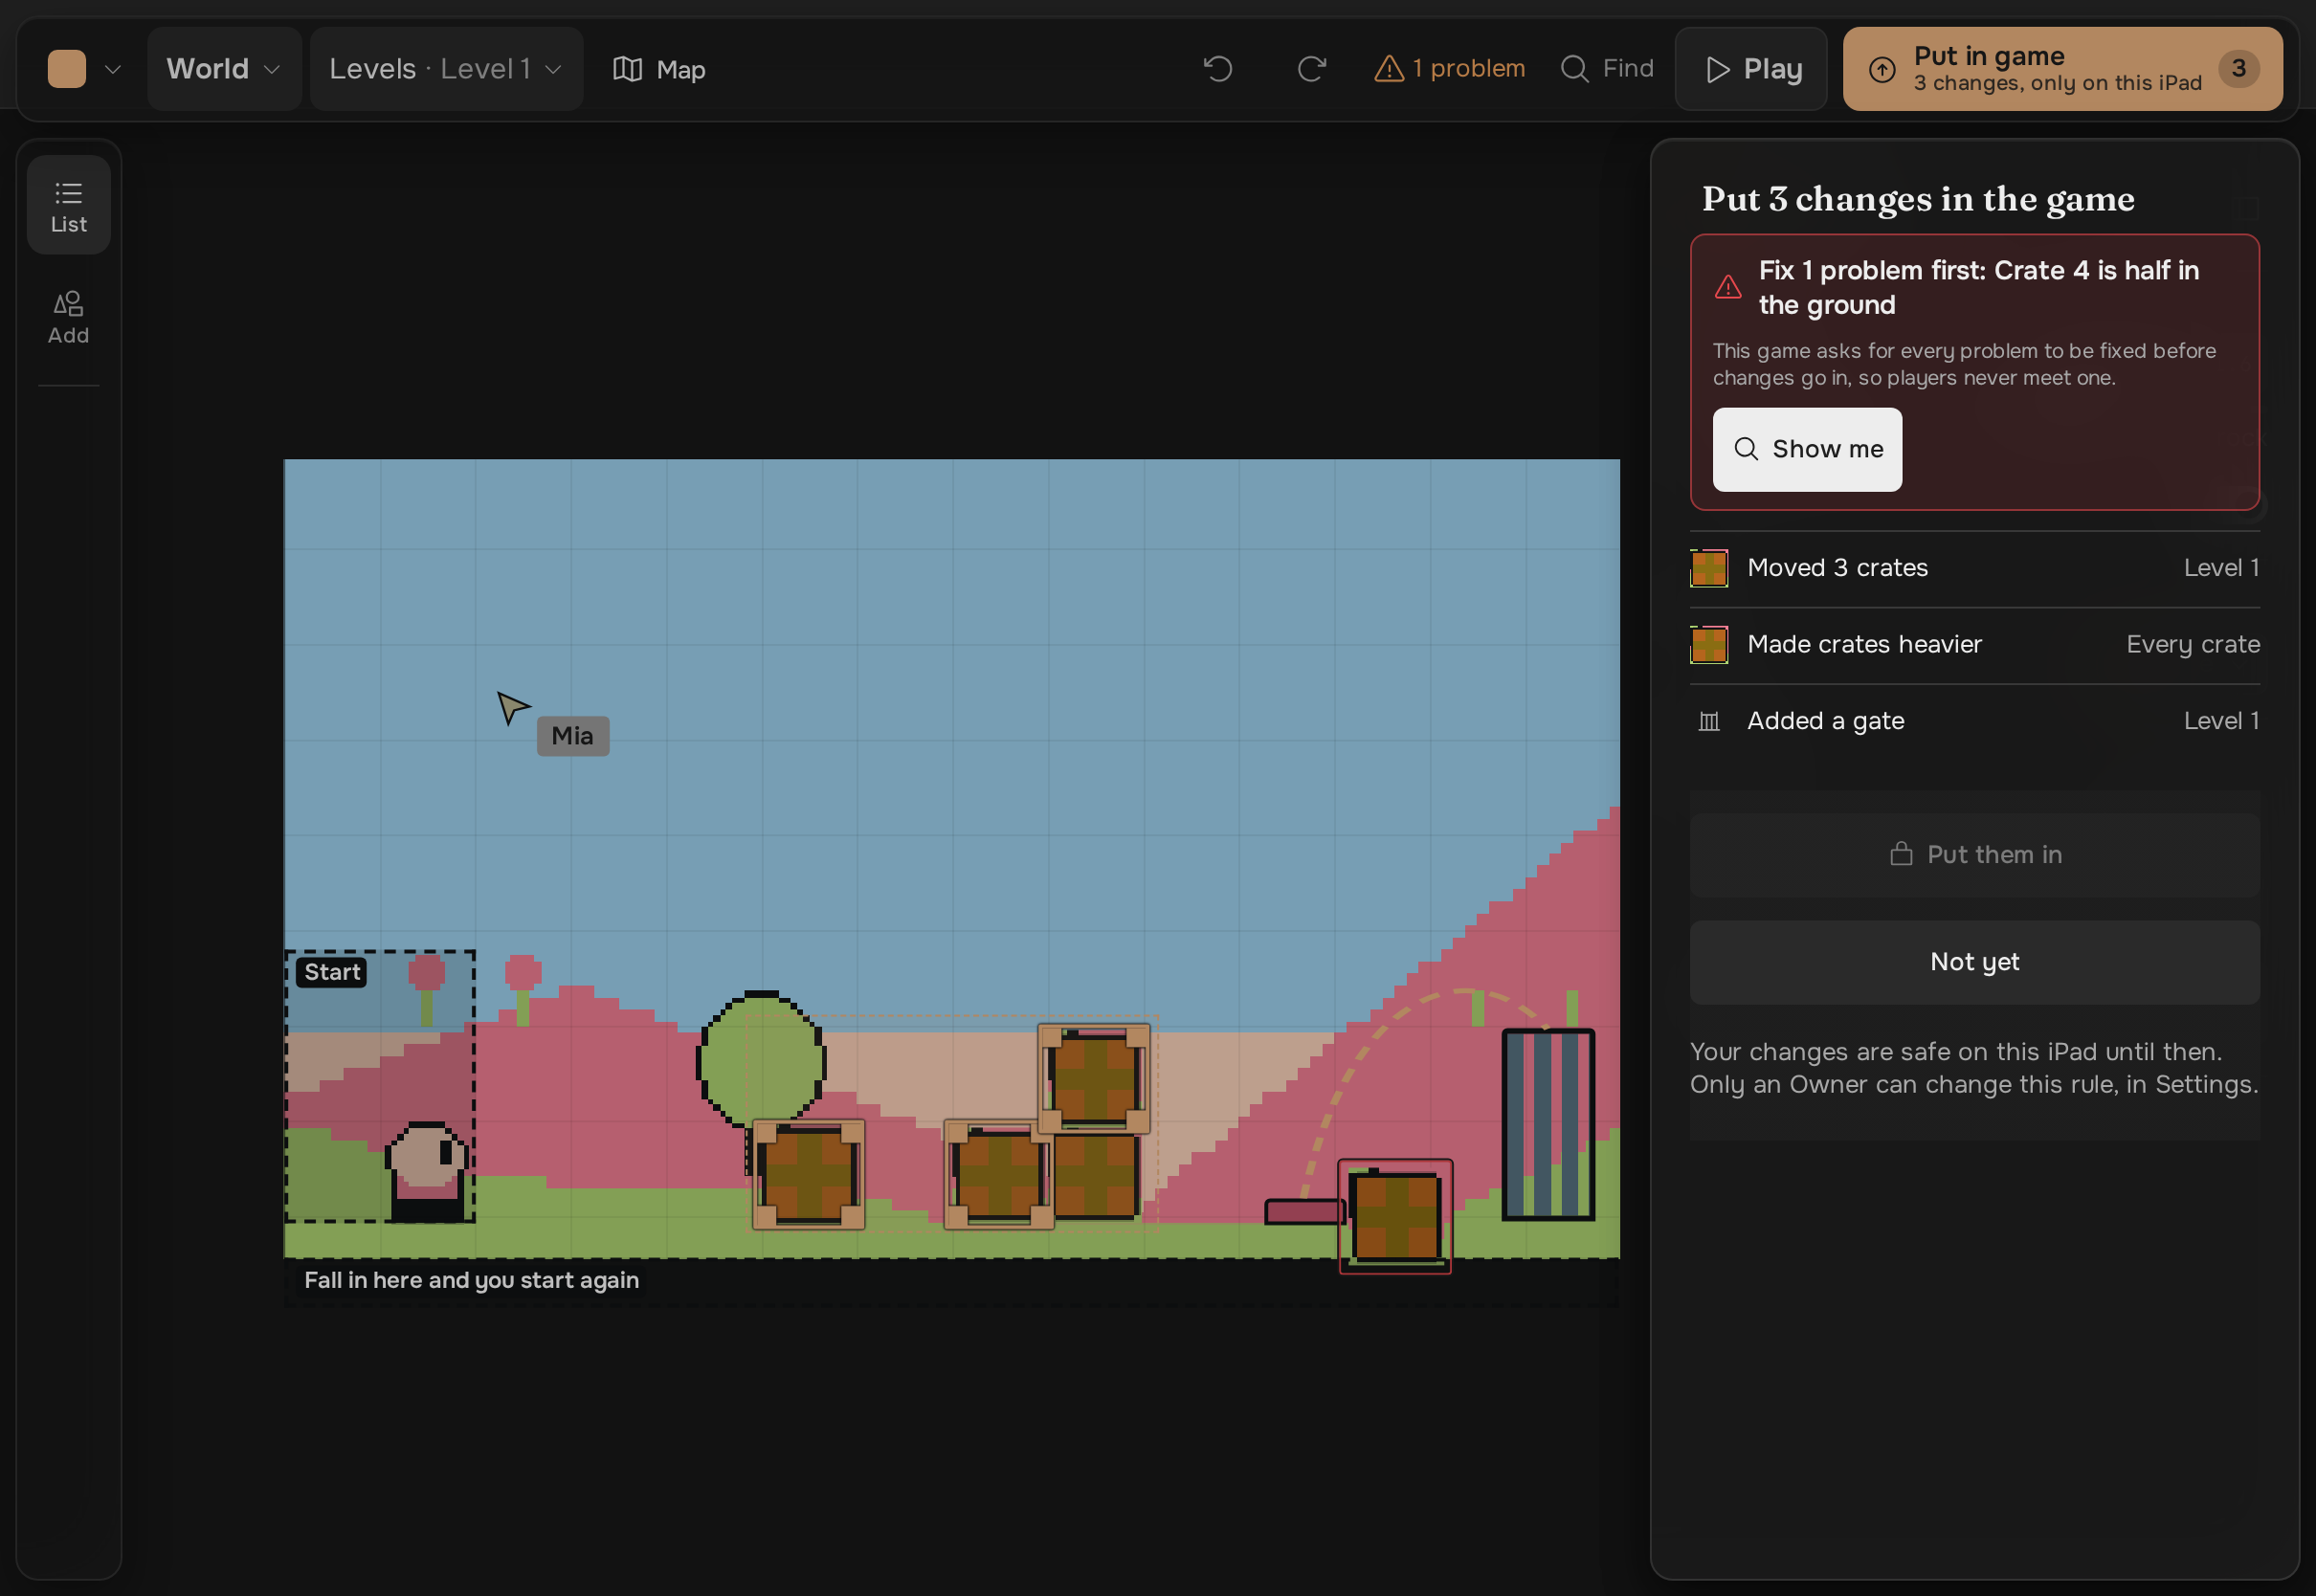 World
Levels · Level 1
Map
1 problem
Find
Play
Put in game
3 changes, only on this iPad
3
List
Add
Put 3 changes in the game
Fix 1 problem first: Crate 4 is half in
the ground
This game asks for every problem to be fixed before
changes go in, so players never meet one.
Show me
Moved 3 crates
Level 1
Made crates heavier
Every crate
Added a gate
Level 1
Put them in
Not yet
Your changes are safe on this iPad until then.
Only an Owner can change this rule, in Settings.
Mia
Start
Fall in here and you start again